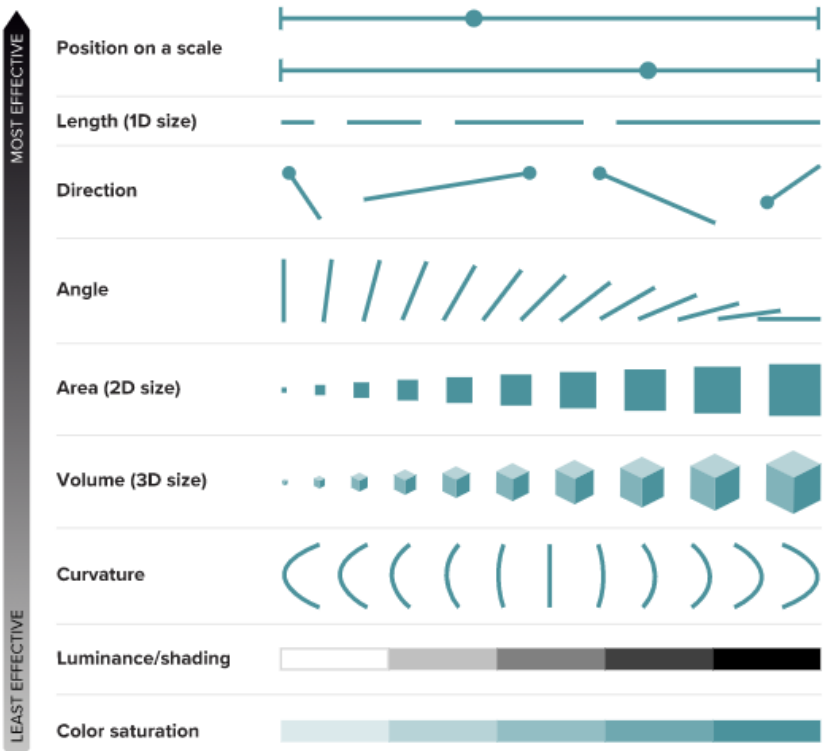 MOST EFFECTIVE
Position on a scale
Length (1D size)
Direction
Angle
Area (2D size)
Volume (3D size)
Curvature
Luminance/shading
Color saturation
LEAST EFFECTIVE